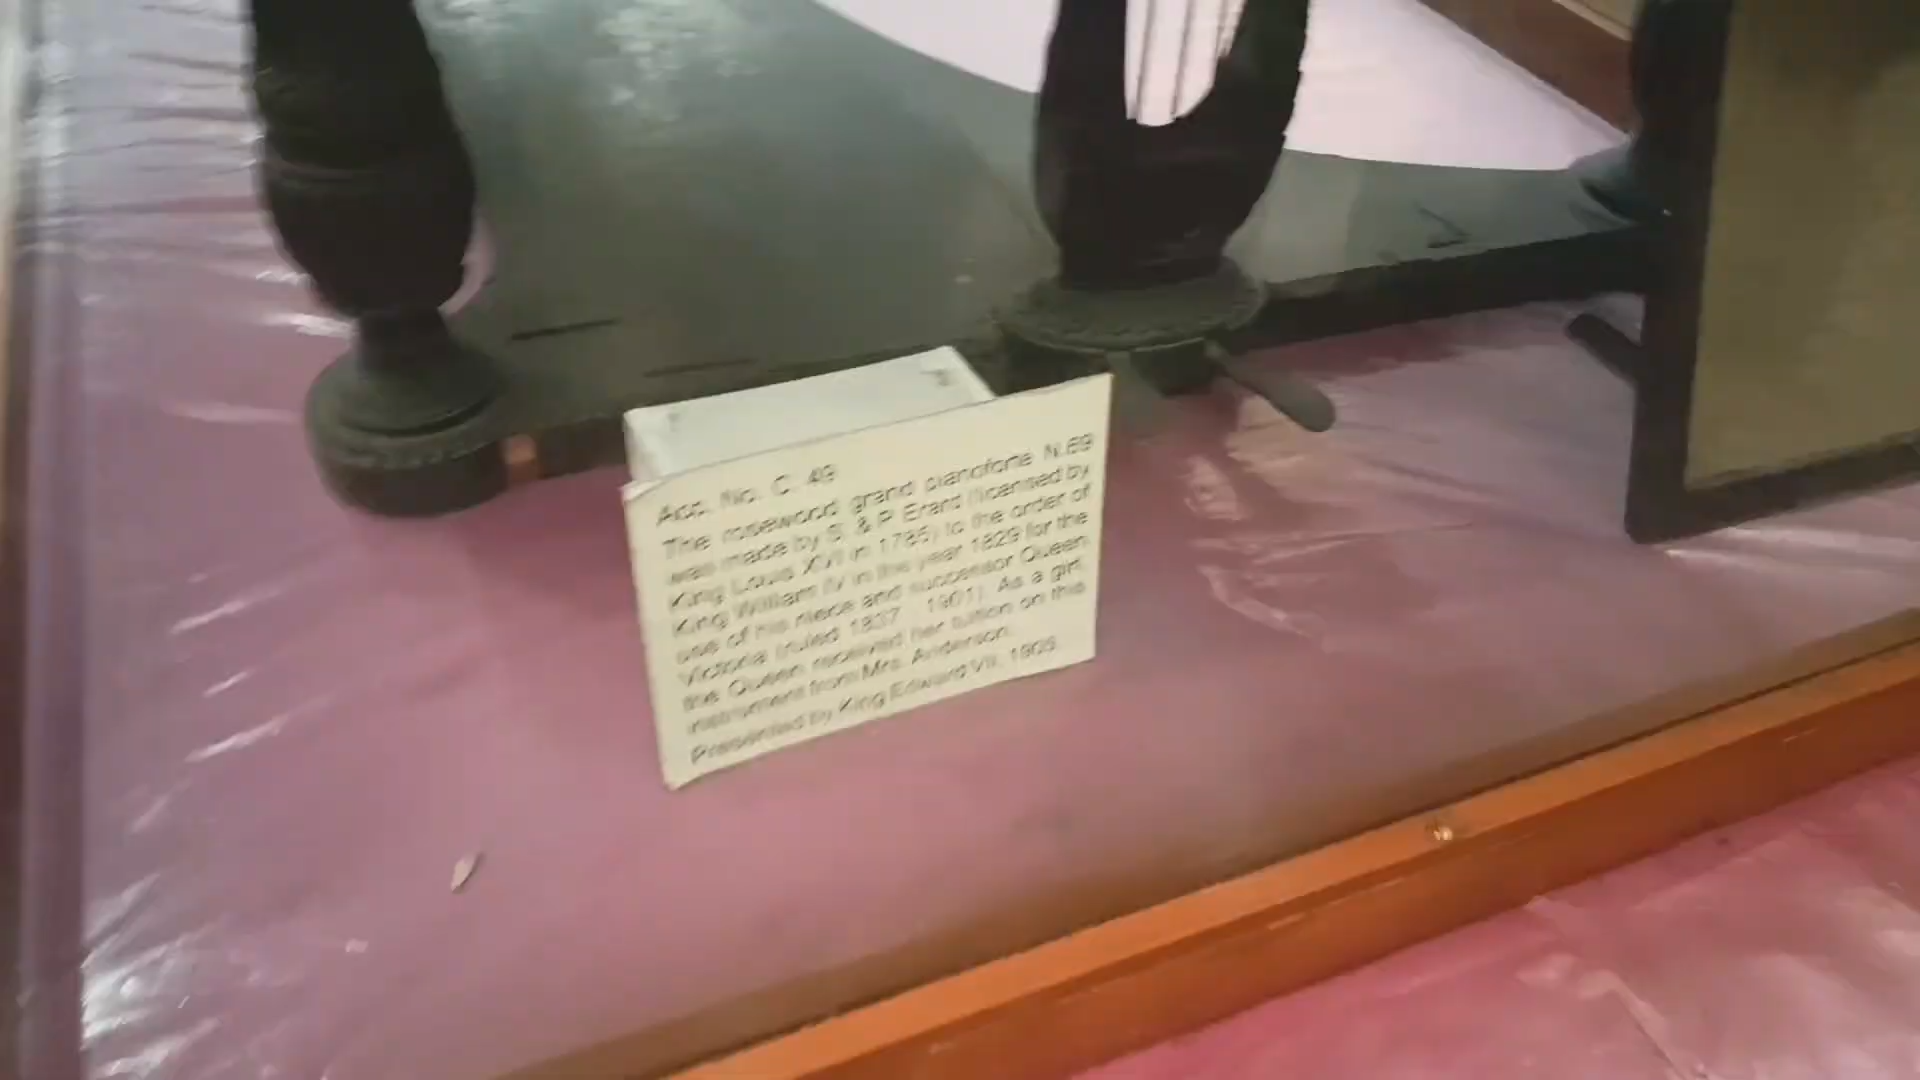 Acc. No. C. 49
The rosewood grand pianoforte N.69
was made by S. & P Erard (licensed by
King Louis XVI in 1785) to the order of
King William IV in the year 1829 for the
use of his niece and successor Queen
Victoria (ruled 1837 1901). As a girl,
the Queen received her tuition on this
instrument from Mrs. Anderson.
Presented by King Edward VII,